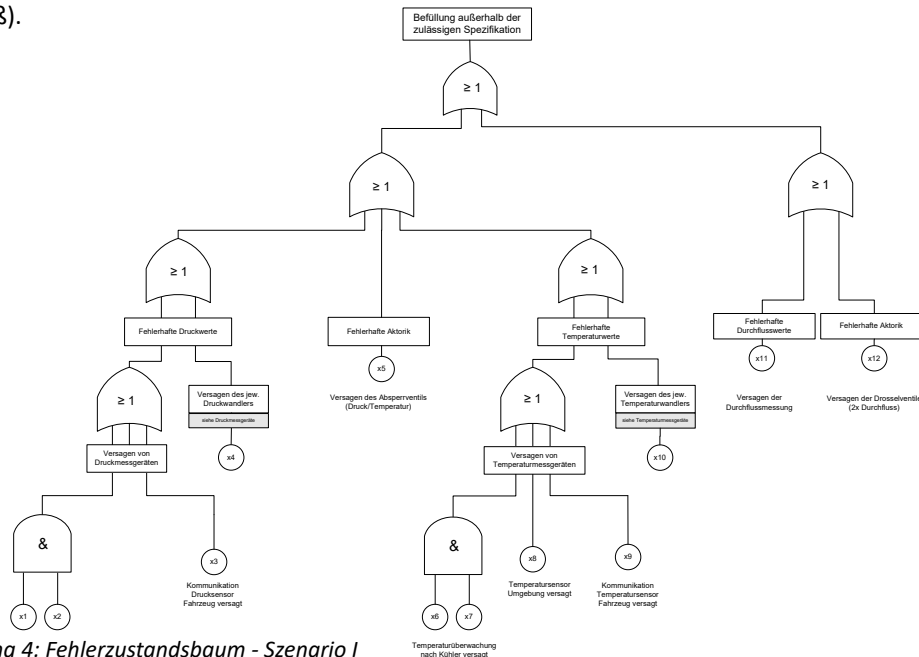 ß).
Befüllung außerhalb der
zulässigen Spezifikation
≥ 1
≥ 1
≥ 1
≥ 1
≥ 1
Fehlerhafte Druckwerte
Fehlerhafte Aktorik
Fehlerhafte
Temperaturwerte
Fehlerhafte
Durchflusswerte
Fehlerhafte Aktorik
x5
x11
x12
Versagen des Absperrventils
(Druck/Temperatur)
Versagen der
Durchflussmessung
Versagen der Drosselventile
(2x Durchfluss)
≥ 1
Versagen des jew.
Druckwandlers
siehe Druckmessgeräte
x4
≥ 1
Versagen des jew.
Temperaturwandlers
siehe Temperaturmessgeräte
x10
Versagen von
Druckmessgeräten
Versagen von
Temperaturmessgeräten
&
x3
Kommunikation
Drucksensor
Fahrzeug versagt
x1
x2
&
x8
Temperatursensor
Umgebung versagt
x9
Kommunikation
Temperatursensor
Fahrzeug versagt
x6
x7
Temperaturüberwachung
nach Kühler versagt
4: Fehlerzustandsbaum - Szenario I